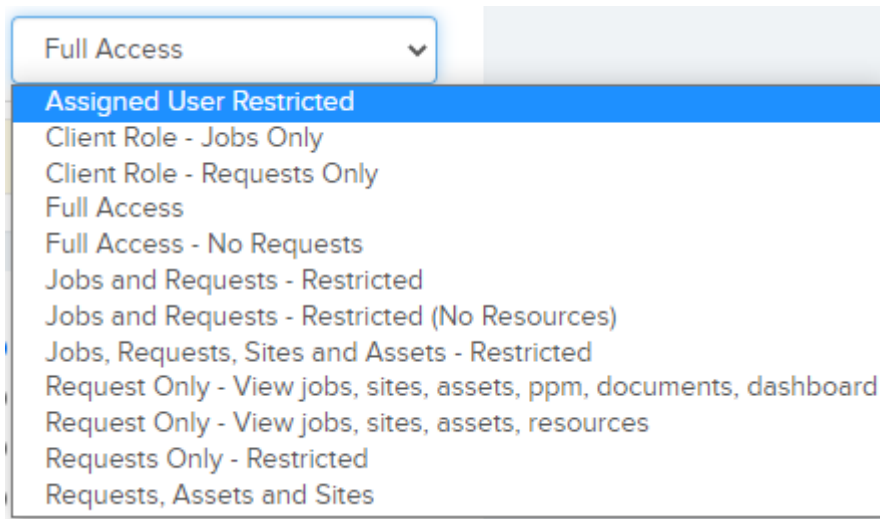 Full Access
Assigned User Restricted
Client Role - Jobs Only
Client Role - Requests Only
Full Access
Full Access - No Requests
Jobs and Requests - Restricted
Jobs and Requests - Restricted (No Resources)
Jobs, Requests, Sites and Assets - Restricted
Request Only - View jobs, sites, assets, ppm, documents, dashboard
Request Only - View jobs, sites, assets, resources
Requests Only - Restricted
Requests, Assets and Sites